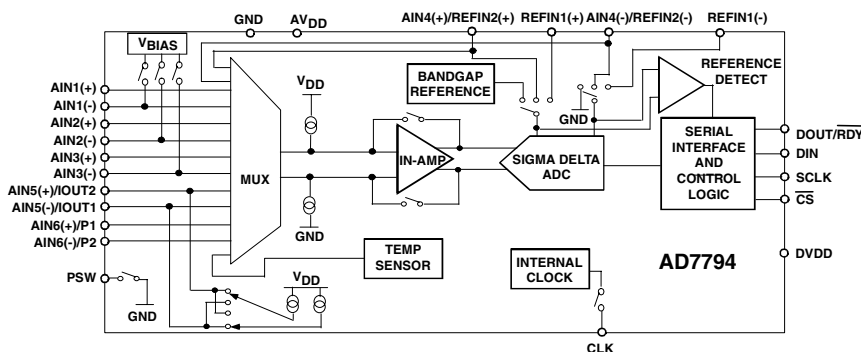 GND
AVDD
AIN4(+)/REFIN2(+)
REFIN1(+)
AIN4(-)/REFIN2(-)
REFIN1(-)
VBIAS
VDD
BANDGAP
REFERENCE
REFERENCE
DETECT
AIN1(+)
AIN1(-)
AIN2(+)
AIN2(-)
AIN3(+)
AIN3(-)
AIN5(+)/IOUT2
AIN5(-)/IOUT1
AIN6(+)/P1
AIN6(-)/P2
PSW
GND
MUX
IN-AMP
GND
GND
SIGMA DELTA
ADC
SERIAL
INTERFACE
AND
CONTROL
LOGIC
DOUT/RDY
DIN
SCLK
CS
DVDD
TEMP
SENSOR
VDD
INTERNAL
CLOCK
AD7794
CLK